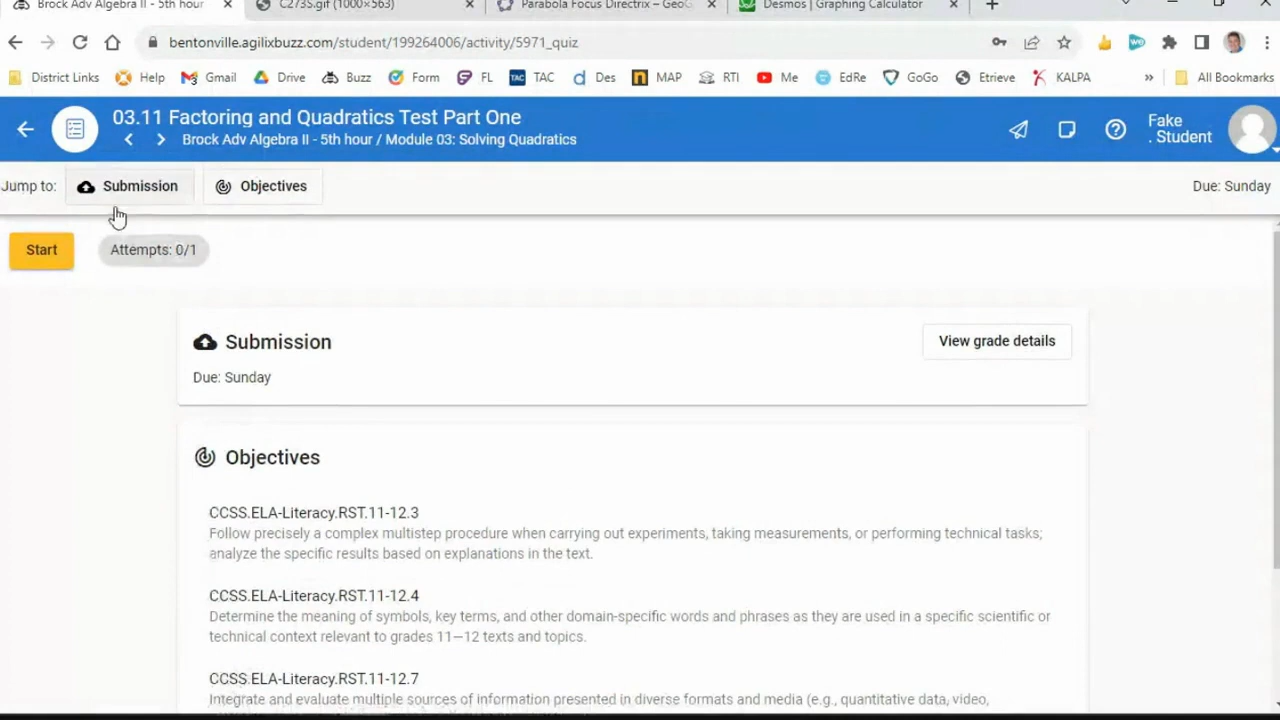 Brock Adv Algebra II - 5th hour
C273S.gif (1000×563)
Parabola Focus Directrix – GeoG
Desmos | Graphing Calculator
bentonville.agilixbuzz.com/student/199264006/activity/5971_quiz
District Links Help Gmail Drive Buzz Form FL TAC TAC Des MAP RTI Me EdRe GoGo Etrieve KALPA » All Bookmarks
03.11 Factoring and Quadratics Test Part One
Brock Adv Algebra II - 5th hour / Module 03: Solving Quadratics
Fake
. Student
Jump to: Submission Objectives Due: Sunday
Start Attempts: 0/1
Submission View grade details
Due: Sunday
Objectives
CCSS.ELA-Literacy.RST.11-12.3
Follow precisely a complex multistep procedure when carrying out experiments, taking measurements, or performing technical tasks;
analyze the specific results based on explanations in the text.
CCSS.ELA-Literacy.RST.11-12.4
Determine the meaning of symbols, key terms, and other domain-specific words and phrases as they are used in a specific scientific or
technical context relevant to grades 11—12 texts and topics.
CCSS.ELA-Literacy.RST.11-12.7
Integrate and evaluate multiple sources of information presented in diverse formats and media (e.g., quantitative data, video,